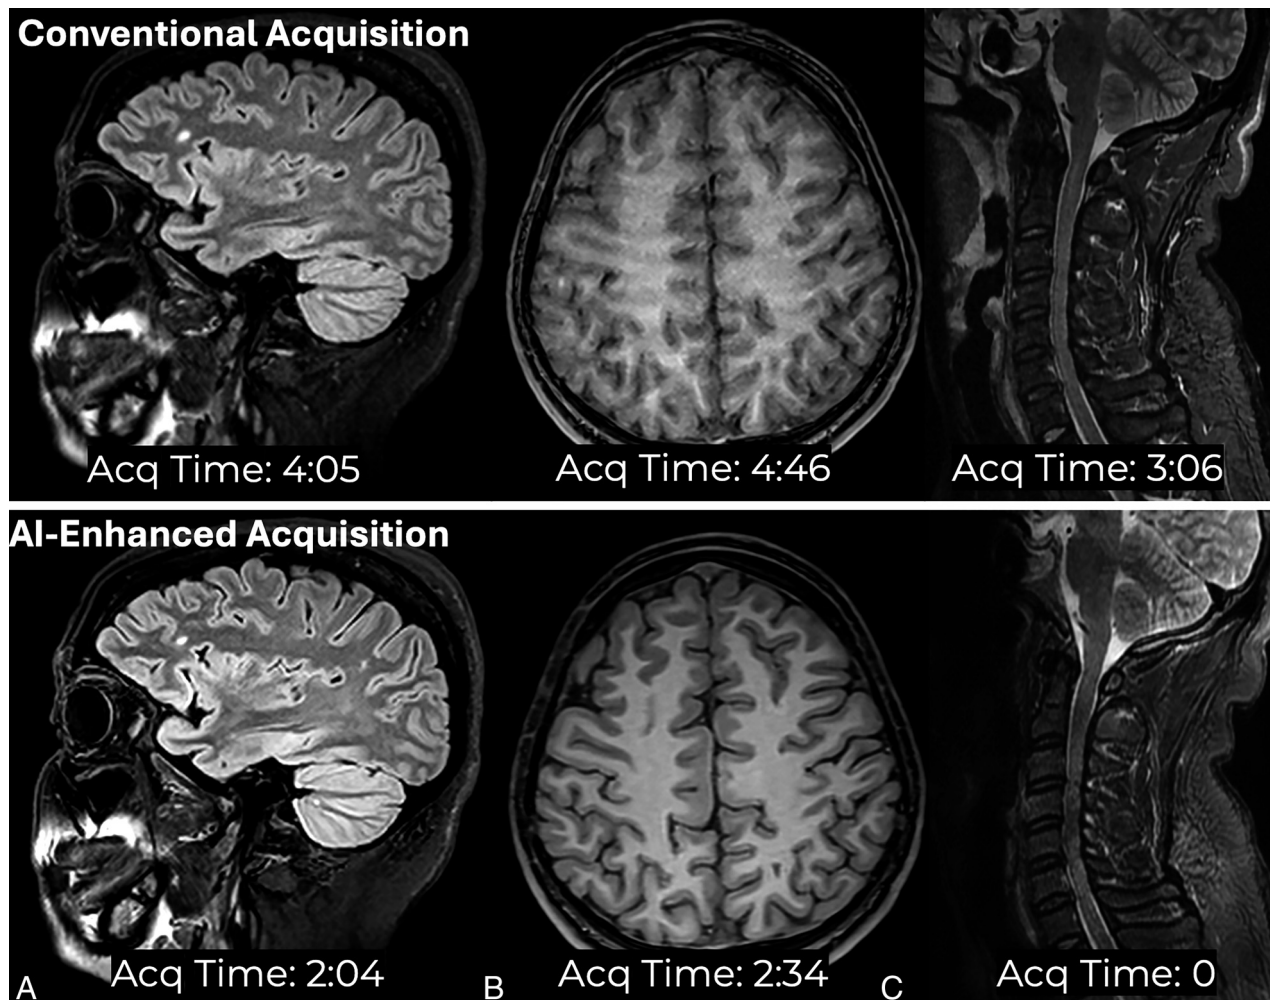 Conventional Acquisition
Acq Time: 4:05
Acq Time: 4:46
Acq Time: 3:06
AI-Enhanced Acquisition
A
Acq Time: 2:04
B
Acq Time: 2:34
C
Acq Time: 0